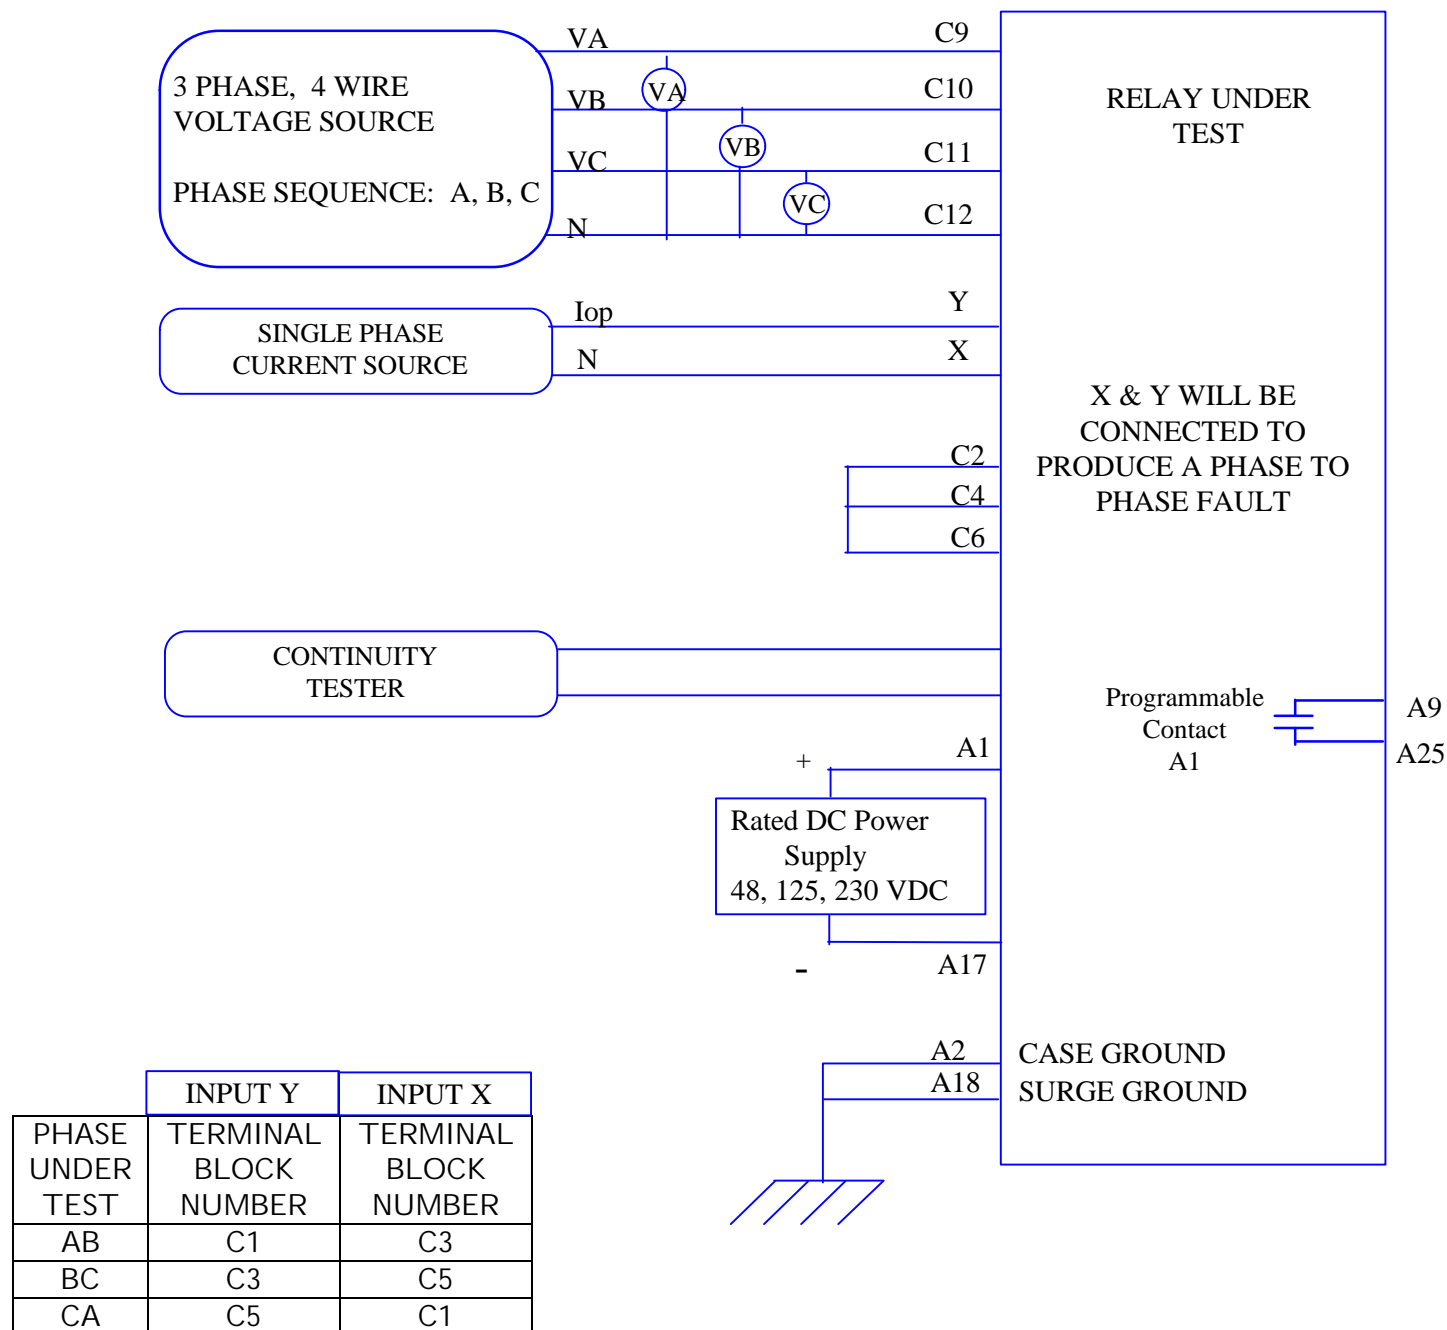 VA
C9
3 PHASE, 4 WIRE
VOLTAGE SOURCE
PHASE SEQUENCE: A, B, C
VA
VB
C10
VB
VC
C11
VC
N
C12
RELAY UNDER
TEST
SINGLE PHASE
CURRENT SOURCE
Iop
Y
N
X
X & Y WILL BE
CONNECTED TO
PRODUCE A PHASE TO
PHASE FAULT
C2
C4
C6
CONTINUITY
TESTER
Programmable
Contact
A1
A9
A25
+
A1
Rated DC Power
Supply
48, 125, 230 VDC
-
A17
A2
CASE GROUND
A18
SURGE GROUND
INPUT Y INPUT X
PHASE TERMINAL TERMINAL
UNDER BLOCK BLOCK
TEST NUMBER NUMBER
AB C1 C3
BC C3 C5
CA C5 C1